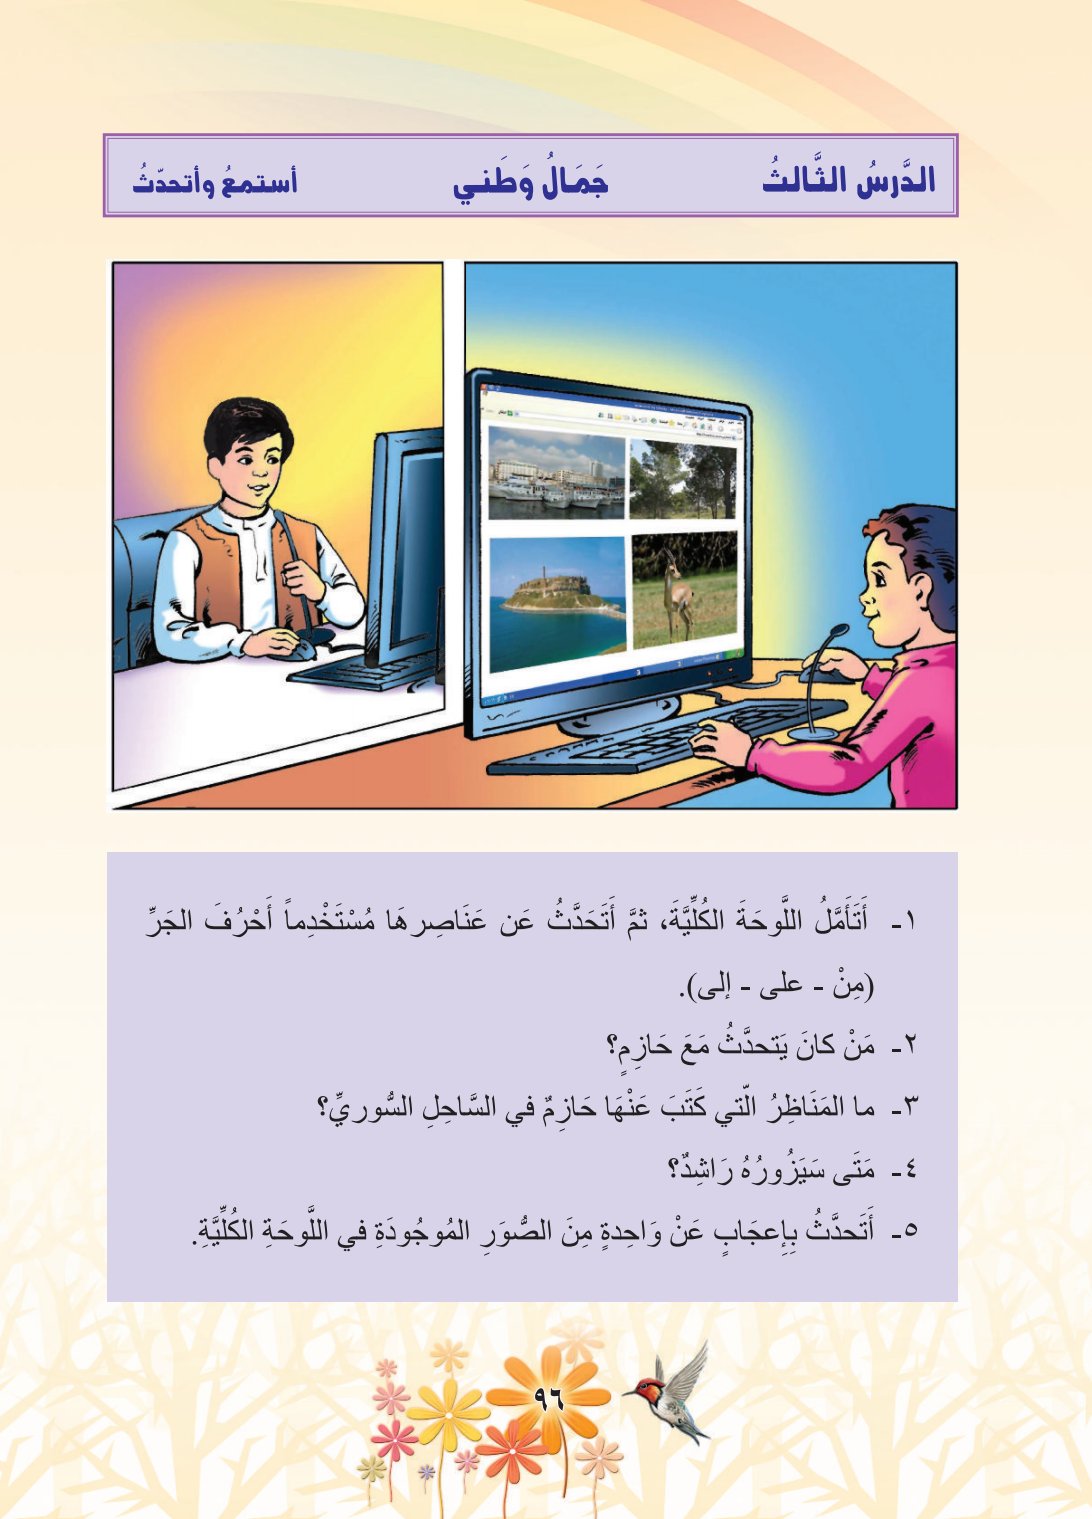 الدَّرسُ الثَّالثُ
جَمَالُ وَطَني
أستمعُ وأتحدّثُ
١- أَتَأَمَّلُ اللَّوحَةَ الكُلِّيَّةَ، ثمَّ أَتَحَدَّثُ عَن عَنَاصِرهَا مُسْتَخْدِماً أَحْرُفَ الجَرِّ
(مِنْ - على - إلى).
٢- مَنْ كانَ يَتحدَّثُ مَعَ حَازِمٍ؟
٣- ما المَنَاظِرُ الّتي كَتَبَ عَنْهَا حَازِمٌ في السَّاحِلِ السُّوريِّ؟
٤- مَتَى سَيَزُورُهُ رَاشِدٌ؟
٥- أَتَحدَّثُ بِإِعجَابٍ عَنْ وَاحِدةٍ مِنَ الصُّوَرِ المُوجُودَةِ في اللَّوحَةِ الكُلِّيَّةِ.
٩٦